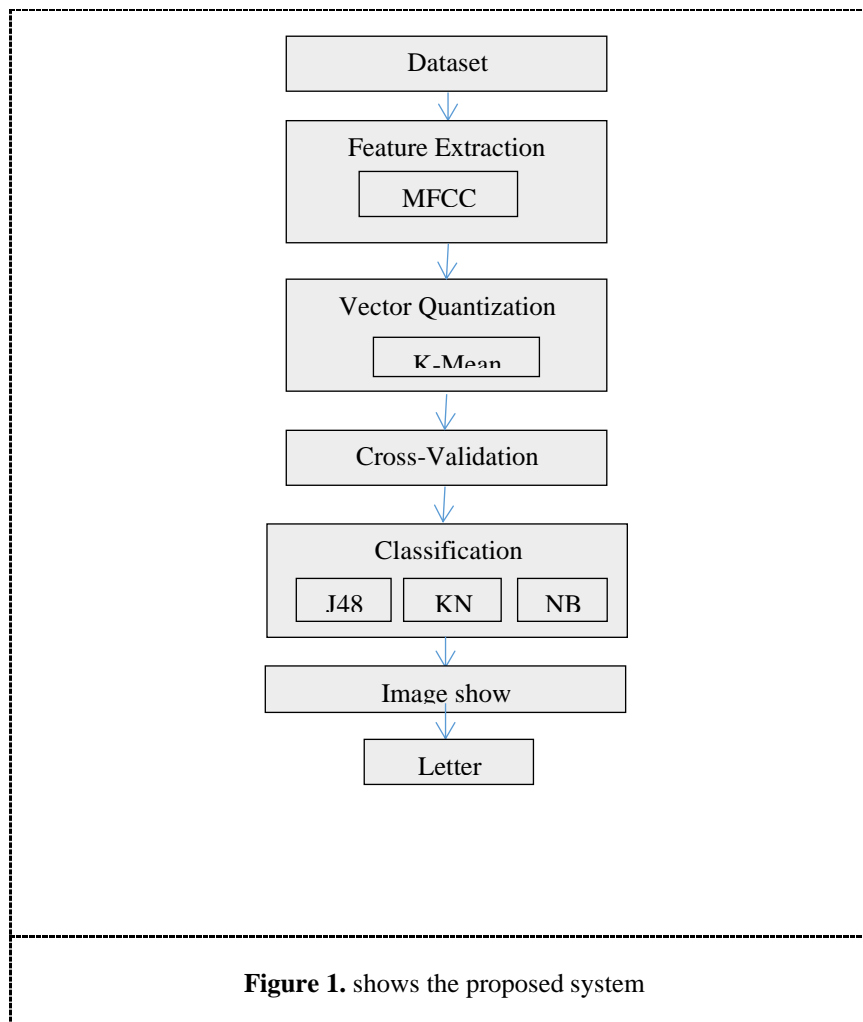 Dataset
Feature Extraction
MFCC
Vector Quantization
K-Mean
Cross-Validation
Classification
J48 KN NB
Image show
Letter
Figure 1. shows the proposed system